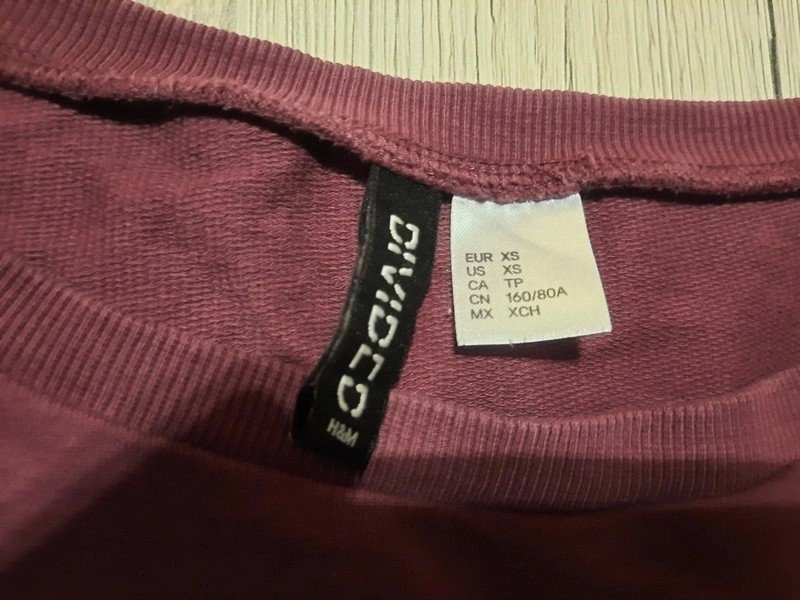 DIVIDED
H&M
EUR XS
US XS
CA TP
CN 160/80A
MX XCH